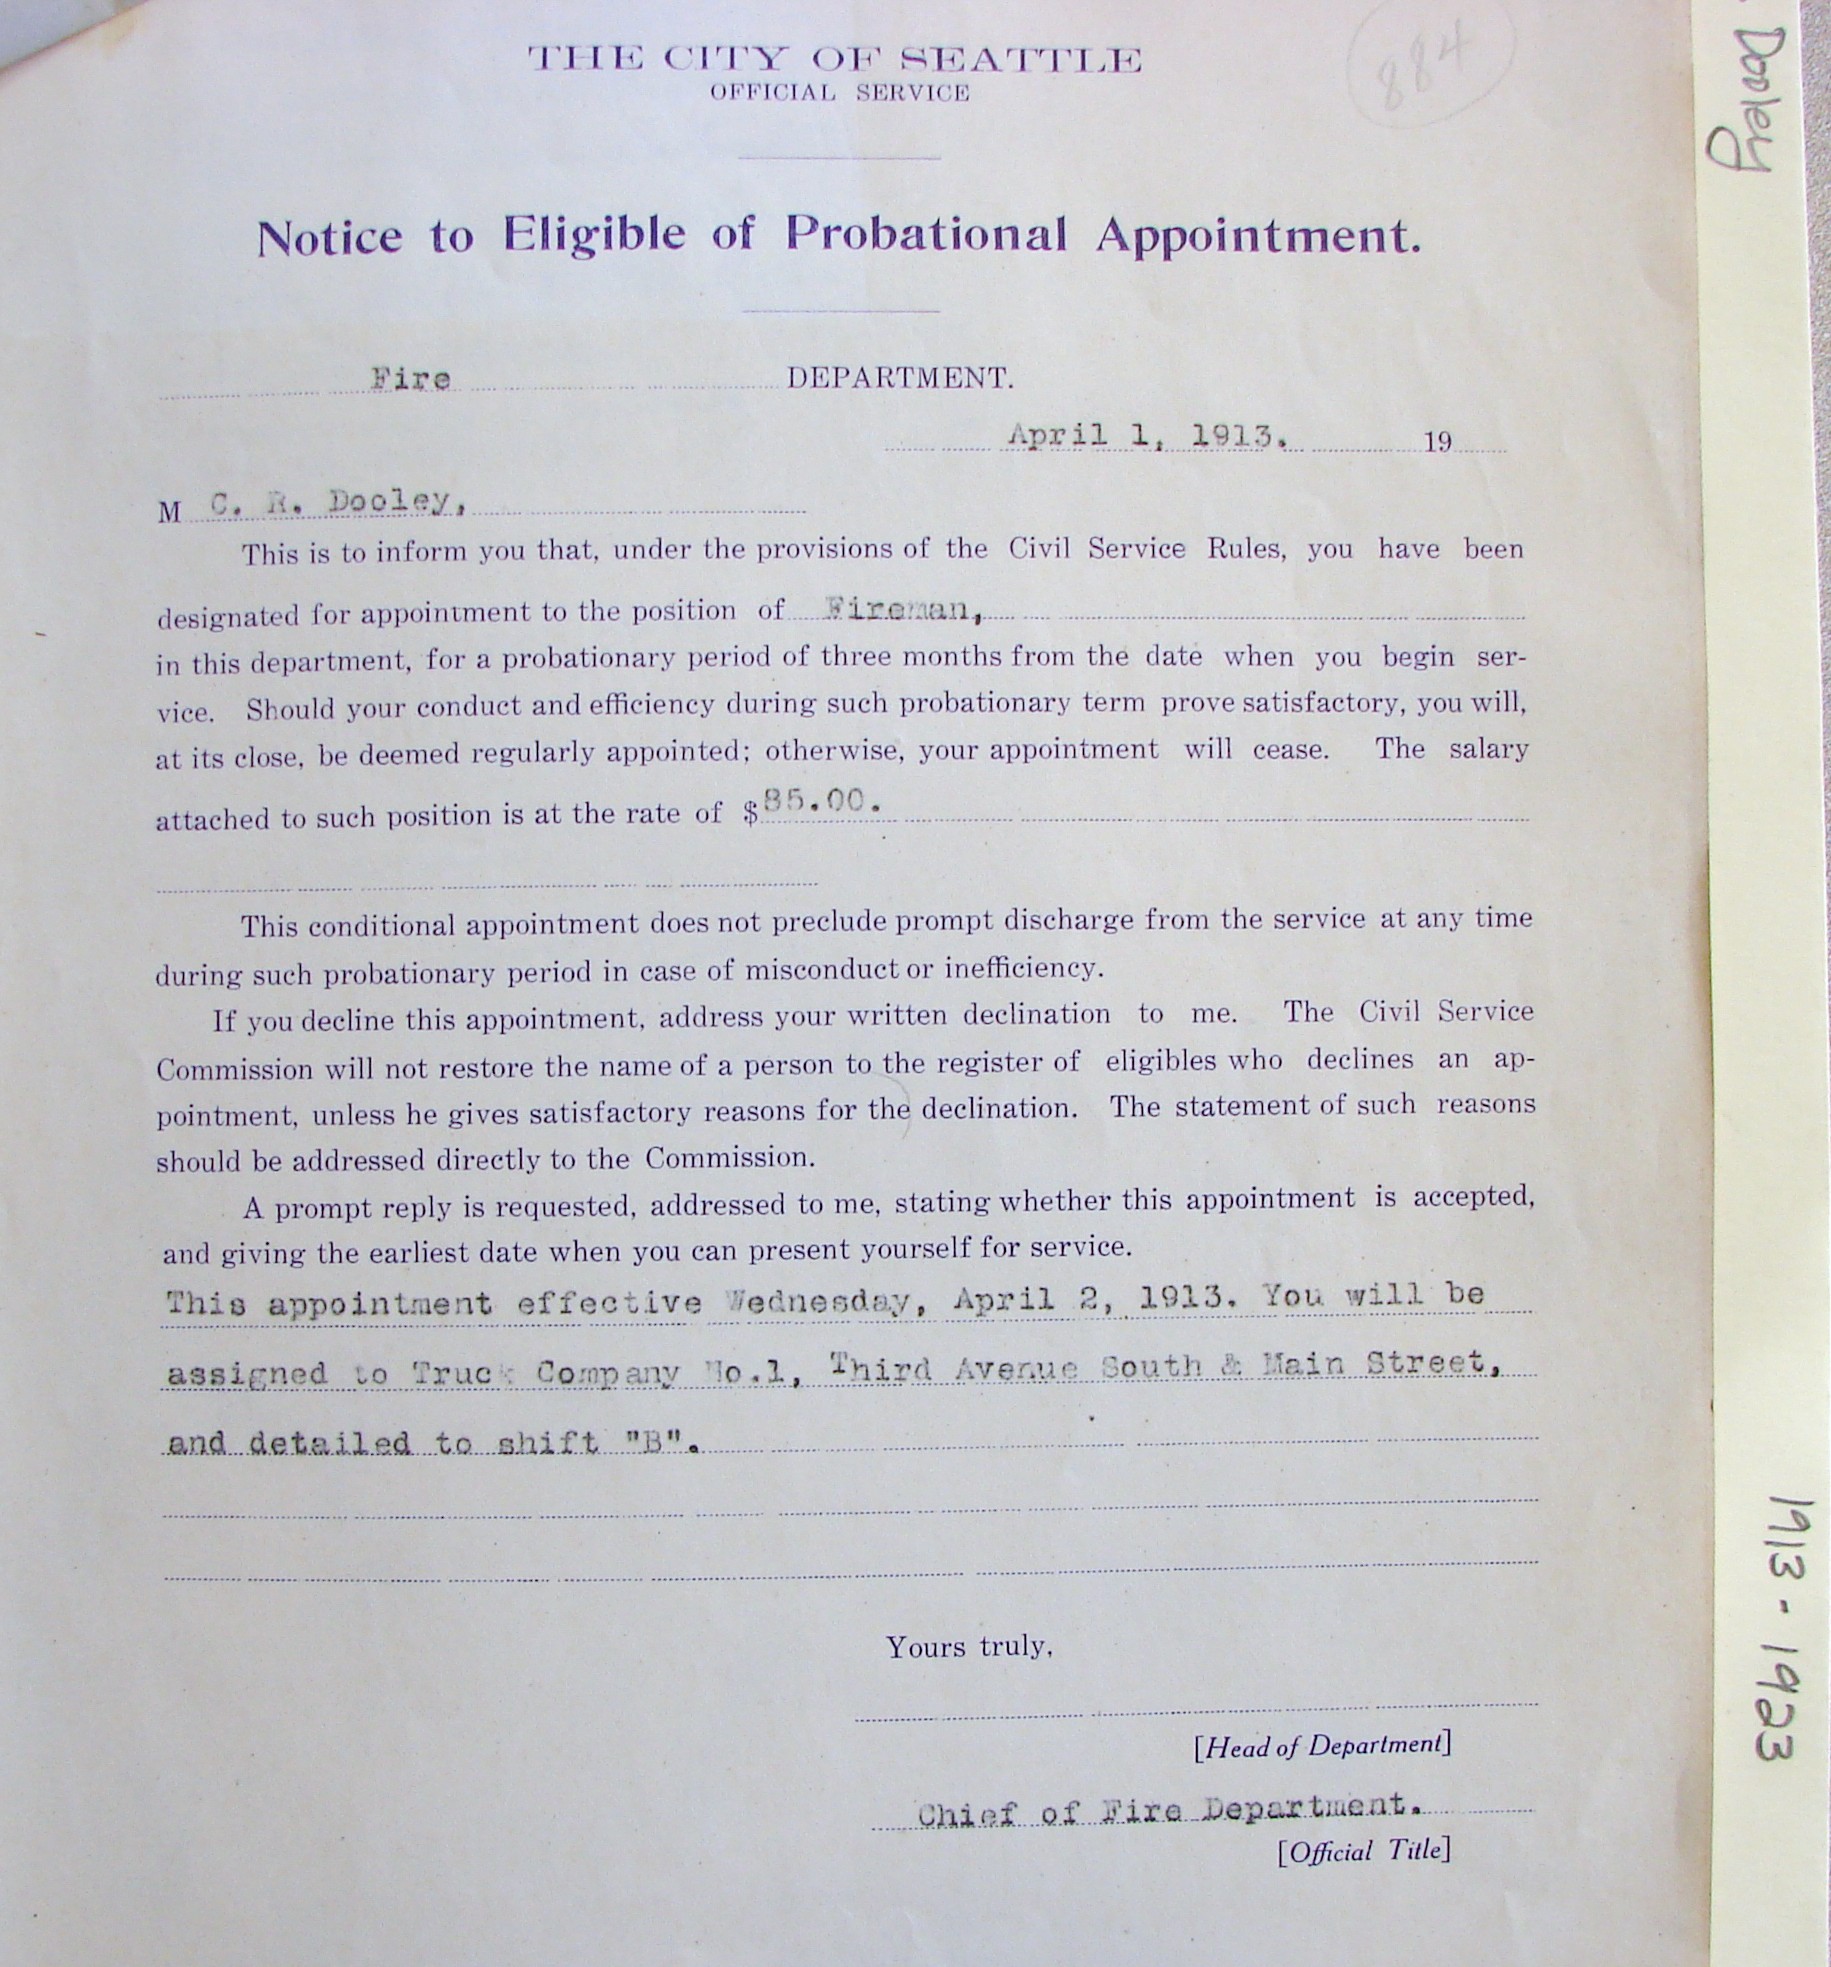 THE CITY OF SEATTLE
OFFICIAL SERVICE
884
Notice to Eligible of Probational Appointment.
Fire DEPARTMENT.
April 1, 1913. 19
M C. R. Dooley,
This is to inform you that, under the provisions of the Civil Service Rules, you have been
designated for appointment to the position of Fireman,
in this department, for a probationary period of three months from the date when you begin ser-
vice. Should your conduct and efficiency during such probationary term prove satisfactory, you will,
at its close, be deemed regularly appointed; otherwise, your appointment will cease. The salary
attached to such position is at the rate of $85.00.
This conditional appointment does not preclude prompt discharge from the service at any time
during such probationary period in case of misconduct or inefficiency.
If you decline this appointment, address your written declination to me. The Civil Service
Commission will not restore the name of a person to the register of eligibles who declines an ap-
pointment, unless he gives satisfactory reasons for the declination. The statement of such reasons
should be addressed directly to the Commission.
A prompt reply is requested, addressed to me, stating whether this appointment is accepted,
and giving the earliest date when you can present yourself for service.
This appointment effective Wednesday, April 2, 1913. You will be
assigned to Truck Company No.1, Third Avenue South & Main Street,
and detailed to shift "B".
Yours truly,
[Head of Department]
Chief of Fire Department.
[Official Title]
Dooley
1913-1923